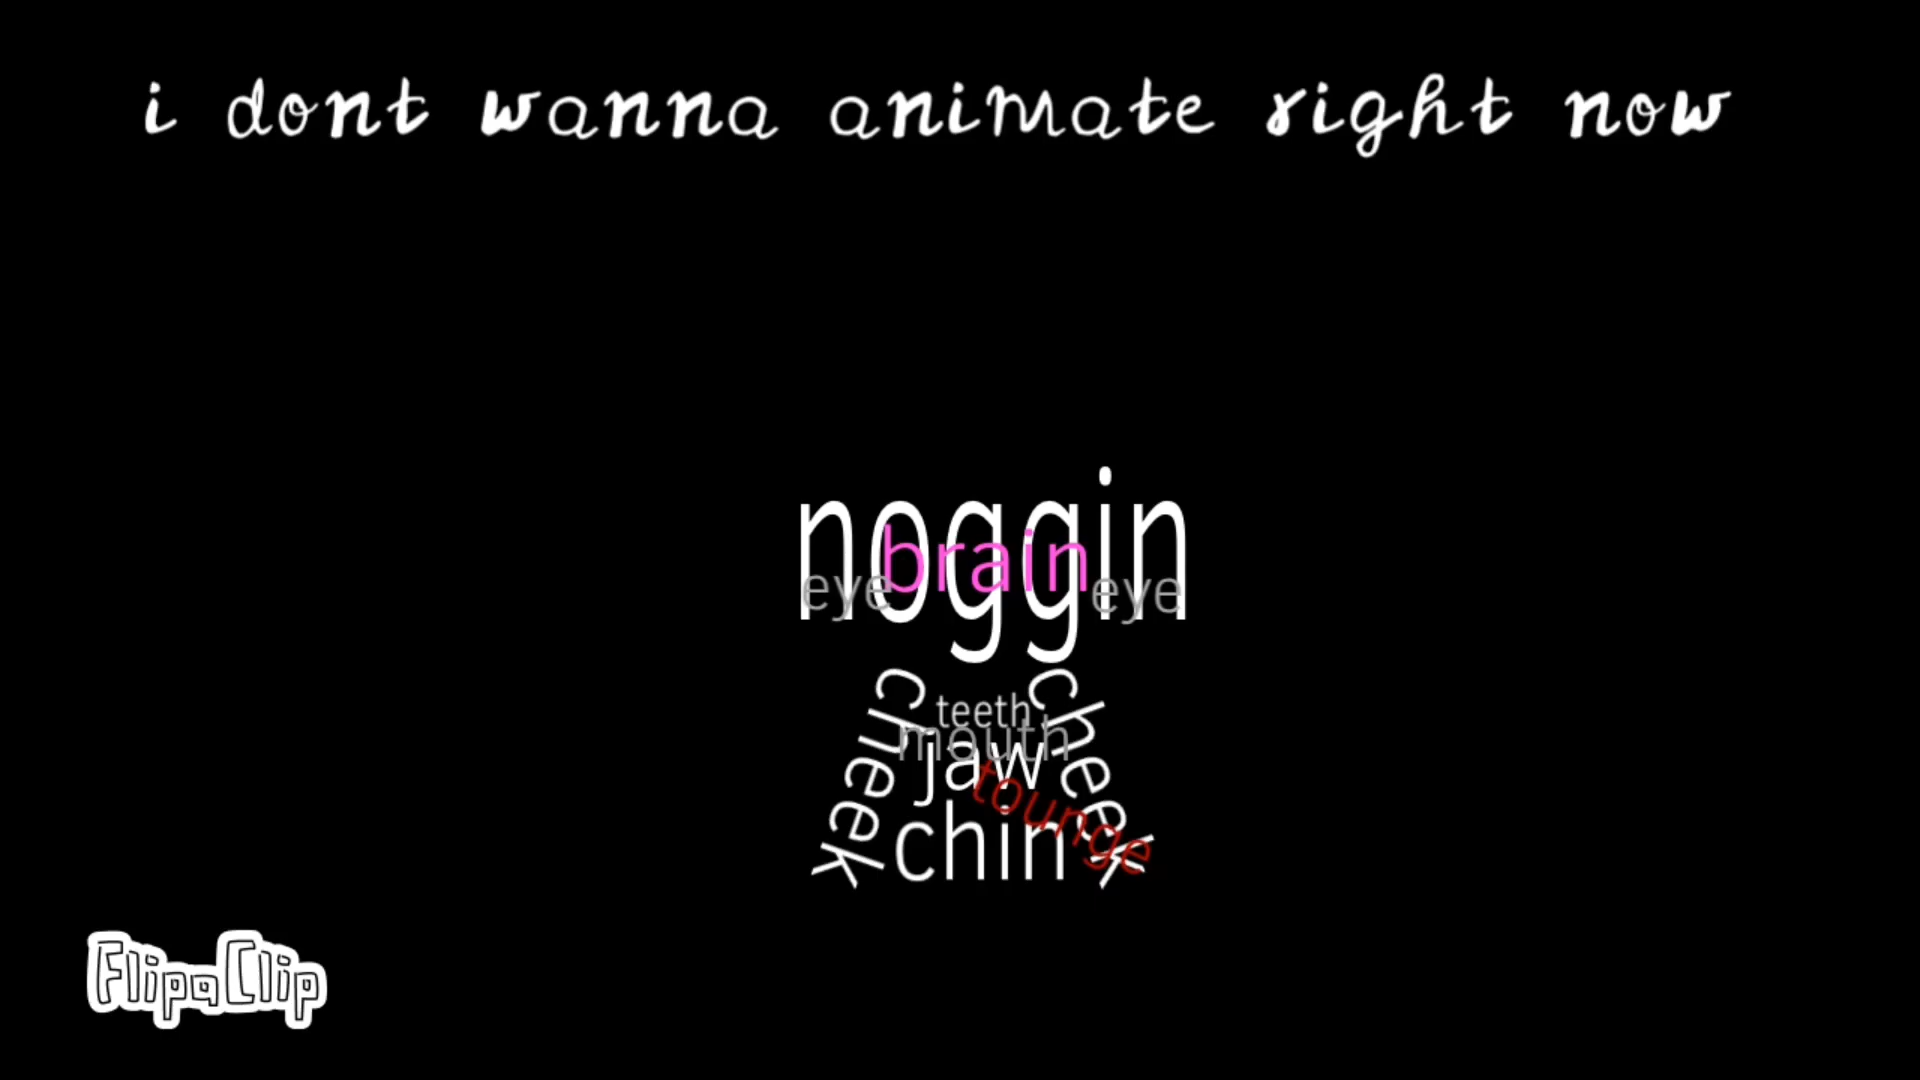 i dont wanna animate right now
noggin
brain
eye eye
cheek cheek
teeth
mouth
jaw
tounge
chin
FlipaClip